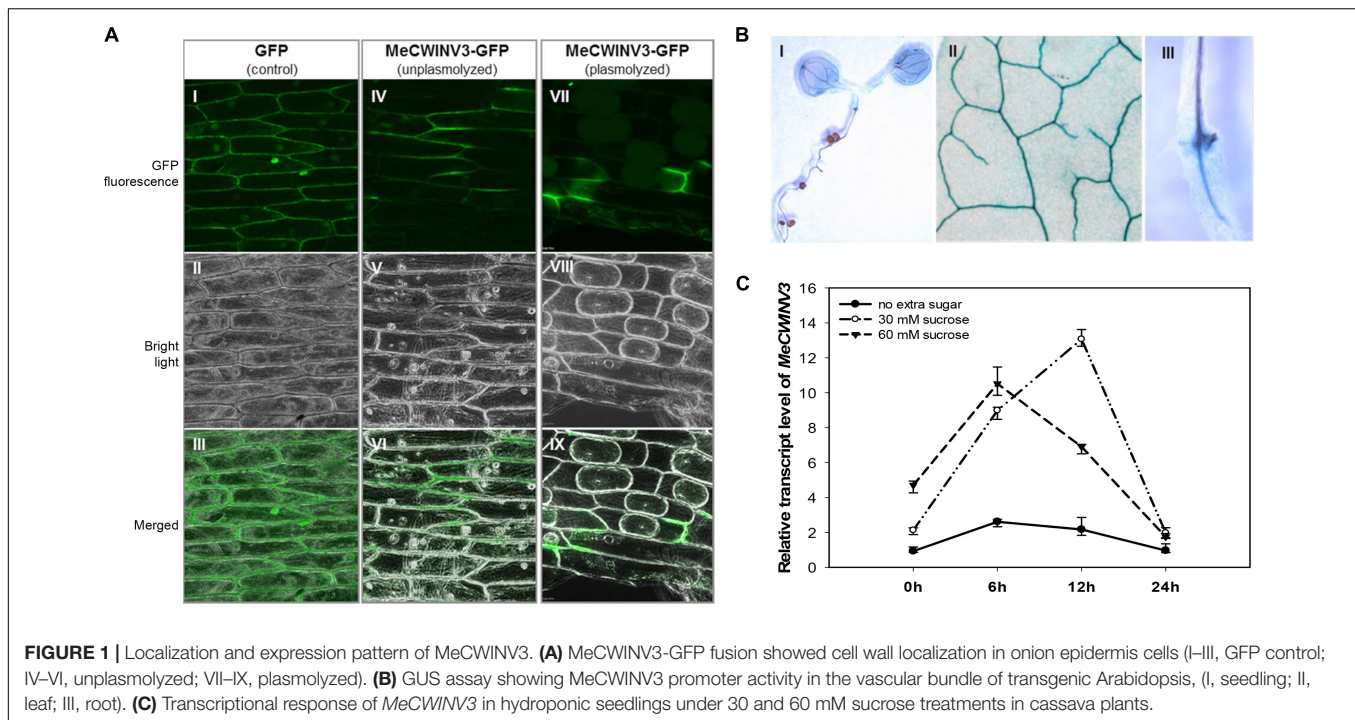 A
GFP
(control)
MeCWINV3-GFP
(unplasmolyzed)
MeCWINV3-GFP
(plasmolyzed)
GFP
fluorescence
I
IV
VII
Bright
light
II
V
VIII
Merged
III
VI
IX
B
I
II
III
C
Relative transcript level of MeCWINV3
16
14
12
10
8
6
4
2
0
no extra sugar
30 mM sucrose
60 mM sucrose
0h
6h
12h
24h
FIGURE 1 | Localization and expression pattern of MeCWINV3. (A) MeCWINV3-GFP fusion showed cell wall localization in onion epidermis cells (I–III, GFP control;
IV–VI, unplasmolyzed; VII–IX, plasmolyzed). (B) GUS assay showing MeCWINV3 promoter activity in the vascular bundle of transgenic Arabidopsis, (I, seedling; II,
leaf; III, root). (C) Transcriptional response of MeCWINV3 in hydroponic seedlings under 30 and 60 mM sucrose treatments in cassava plants.